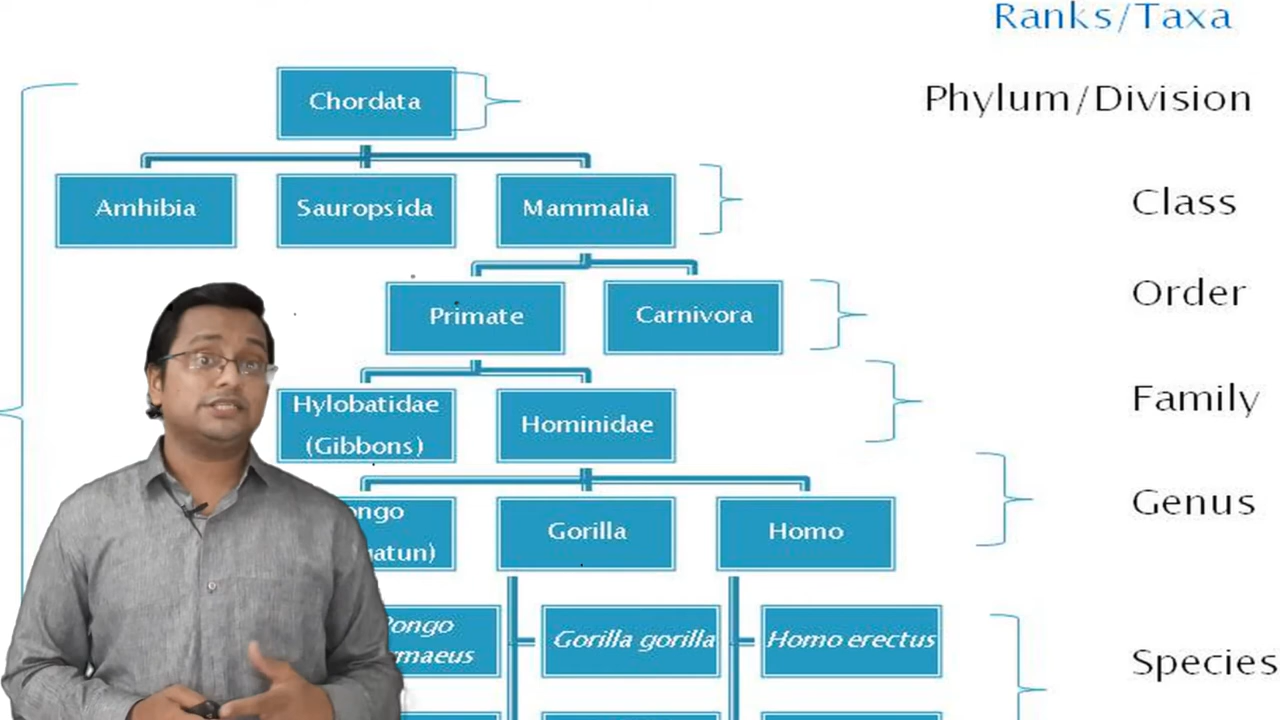 Ranks/Taxa
Chordata
Phylum/Division
Amhibia
Sauropsida
Mammalia
Class
Primate
Carnivora
Order
Hylobatidae
(Gibbons)
Hominidae
Family
Gorilla
Homo
Genus
Gorilla gorilla
Homo erectus
Species